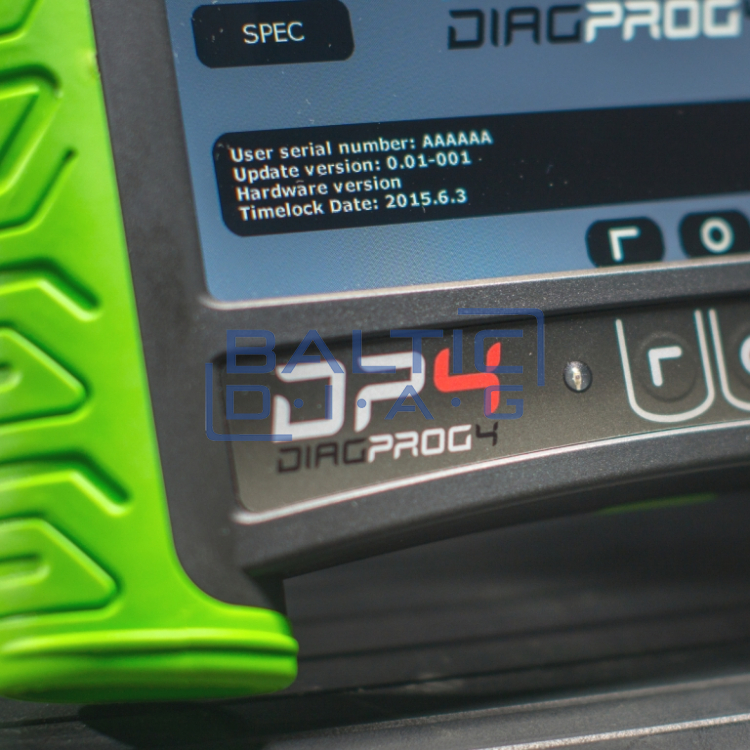 SPEC
DIAGPROG
User serial number: AAAAAA
Update version: 0.01-001
Hardware version
Timelock Date: 2015.6.3
BALTIC
D·I·A·G
DP4
DIAGPROG4